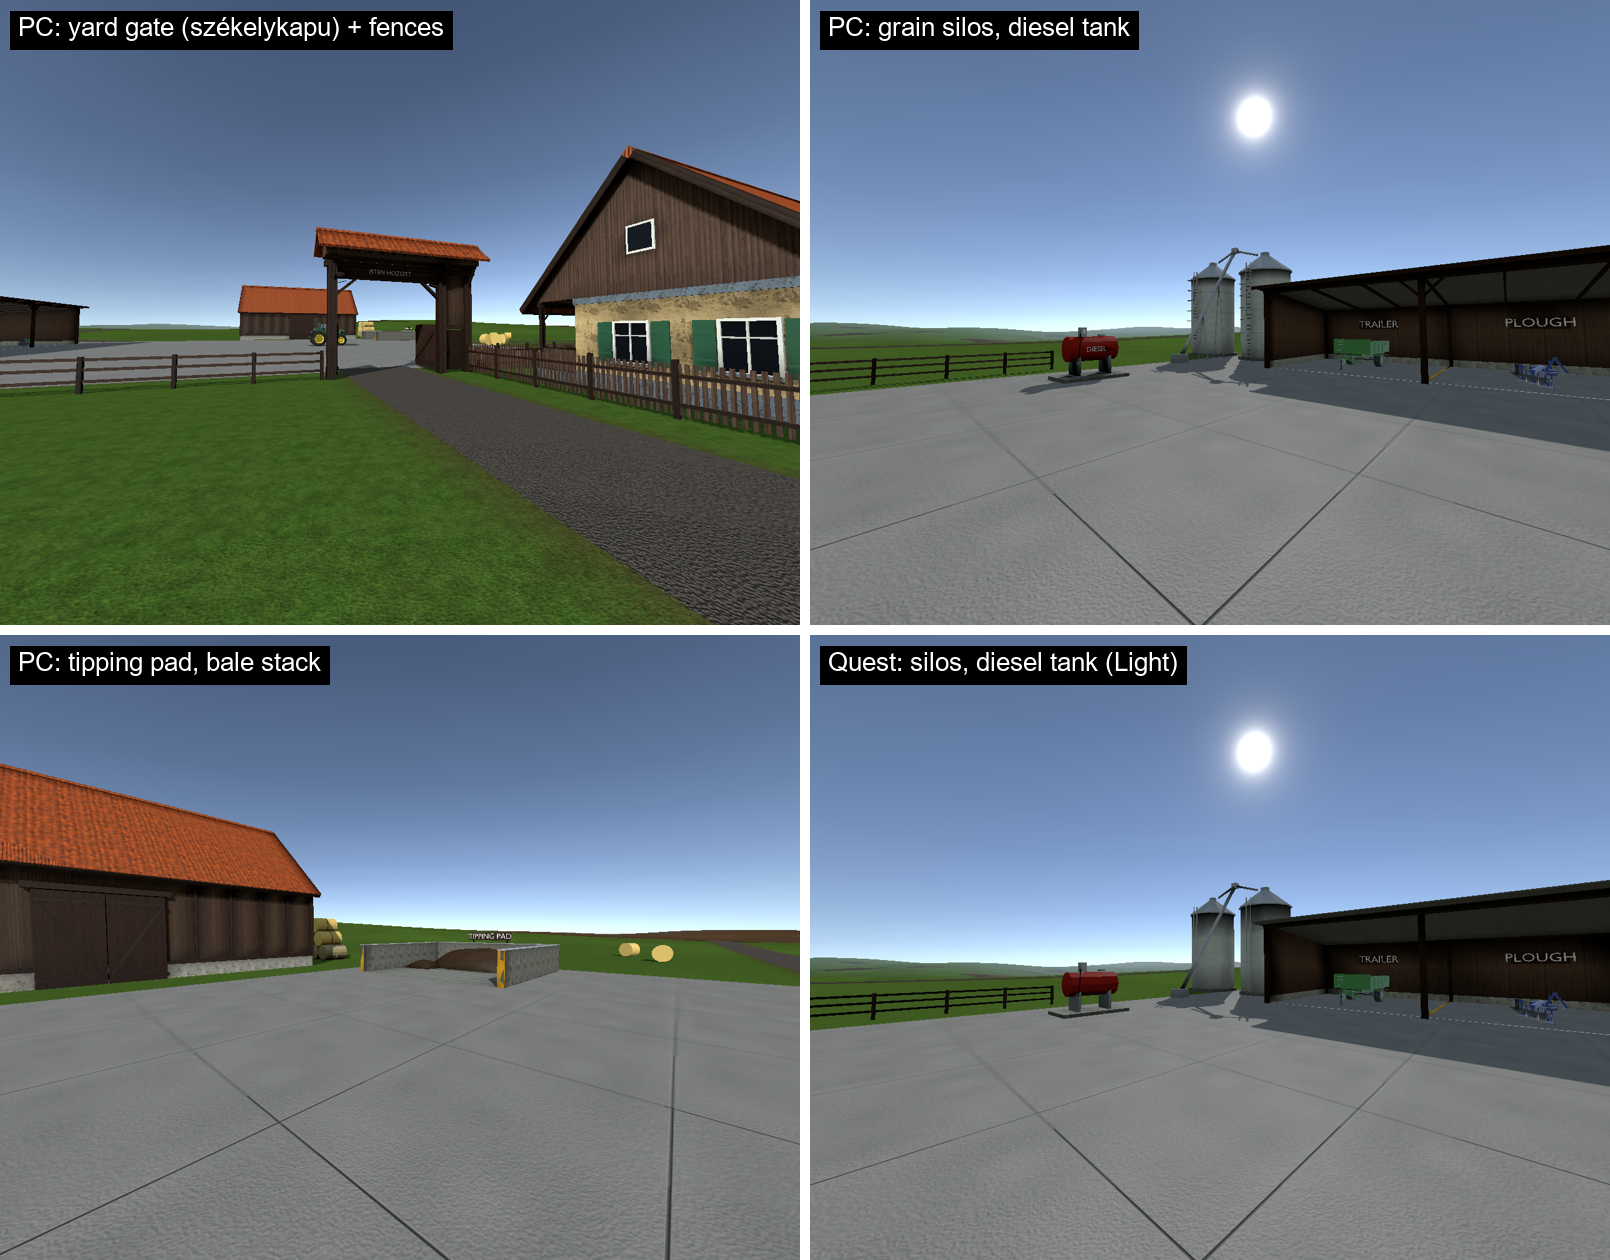 PC: yard gate (székelykapu) + fences
ISTEN HOZOTT
PC: grain silos, diesel tank
DIESEL
TRAILER
PLOUGH
PC: tipping pad, bale stack
TIPPING PAD
Quest: silos, diesel tank (Light)
TRAILER
PLOUGH